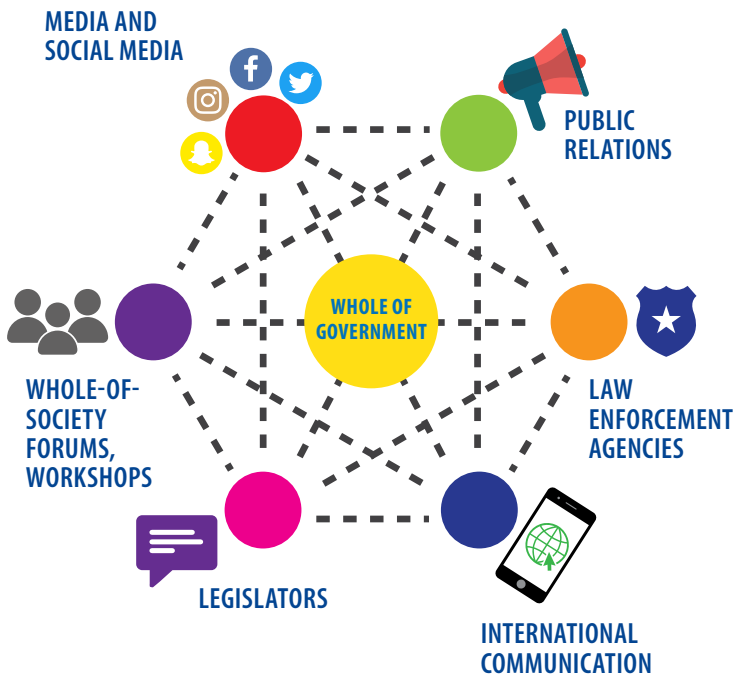 MEDIA AND
SOCIAL MEDIA
PUBLIC
RELATIONS
WHOLE OF
GOVERNMENT
WHOLE-OF-
SOCIETY
FORUMS,
WORKSHOPS
LAW
ENFORCEMENT
AGENCIES
LEGISLATORS
INTERNATIONAL
COMMUNICATION